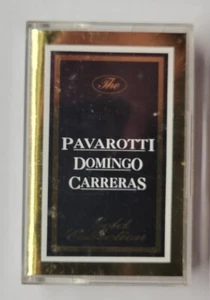 The
PAVAROTTI
DOMINGO
CARRERAS